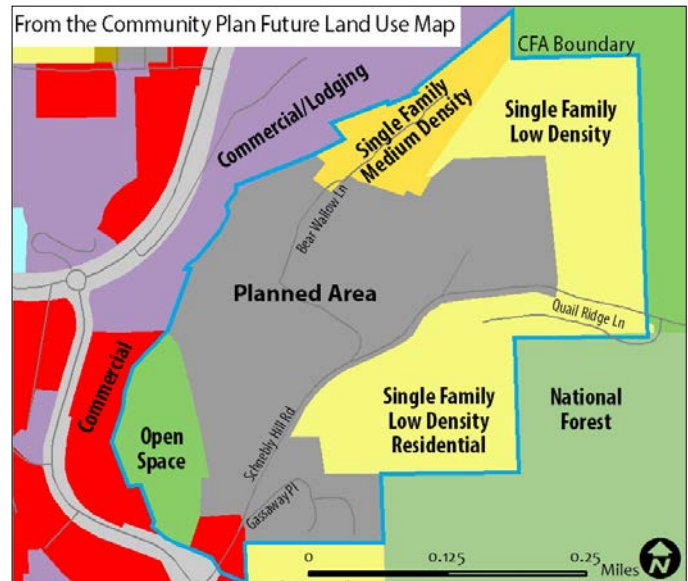 From the Community Plan Future Land Use Map
CFA Boundary
Commercial/Lodging
Single Family
Medium Density
Single Family
Low Density
Bear Wallow Ln
Planned Area
Quail Ridge Ln
Commercial
Open
Space
Schnebly Hill Rd
Single Family
Low Density
Residential
National
Forest
Gassaway Pl
0 0.125 0.25
Miles
N